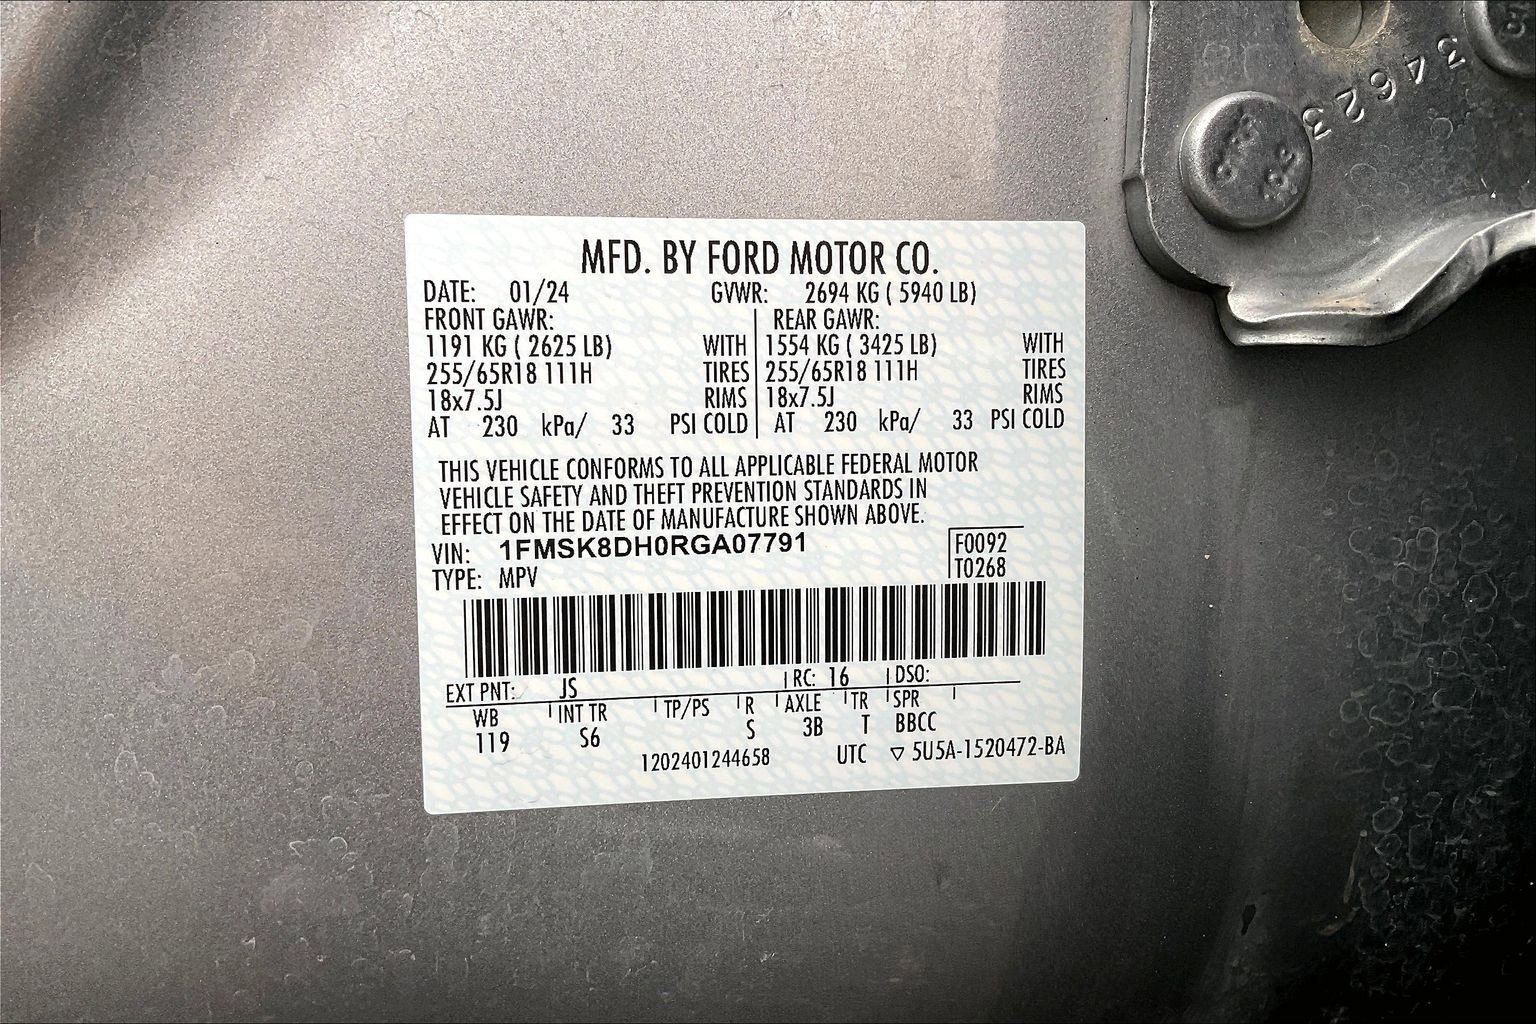 34623
MFD. BY FORD MOTOR CO.
DATE: 01/24 GVWR: 2694 KG ( 5940 LB)
FRONT GAWR: REAR GAWR:
1191 KG ( 2625 LB) WITH 1554 KG ( 3425 LB) WITH
255/65R18 111H TIRES 255/65R18 111H TIRES
18x7.5J RIMS 18x7.5J RIMS
AT 230 kPa/ 33 PSI COLD AT 230 kPa/ 33 PSI COLD
THIS VEHICLE CONFORMS TO ALL APPLICABLE FEDERAL MOTOR
VEHICLE SAFETY AND THEFT PREVENTION STANDARDS IN
EFFECT ON THE DATE OF MANUFACTURE SHOWN ABOVE.
VIN: 1FMSK8DH0RGA07791 F0092
TYPE: MPV T0268
EXT PNT: JS RC: 16 DSO:
WB INT TR TP/PS R AXLE TR SPR
119 S6 S 3B T BBCC
1202401244658 UTC ▽ 5U5A-1520472-BA